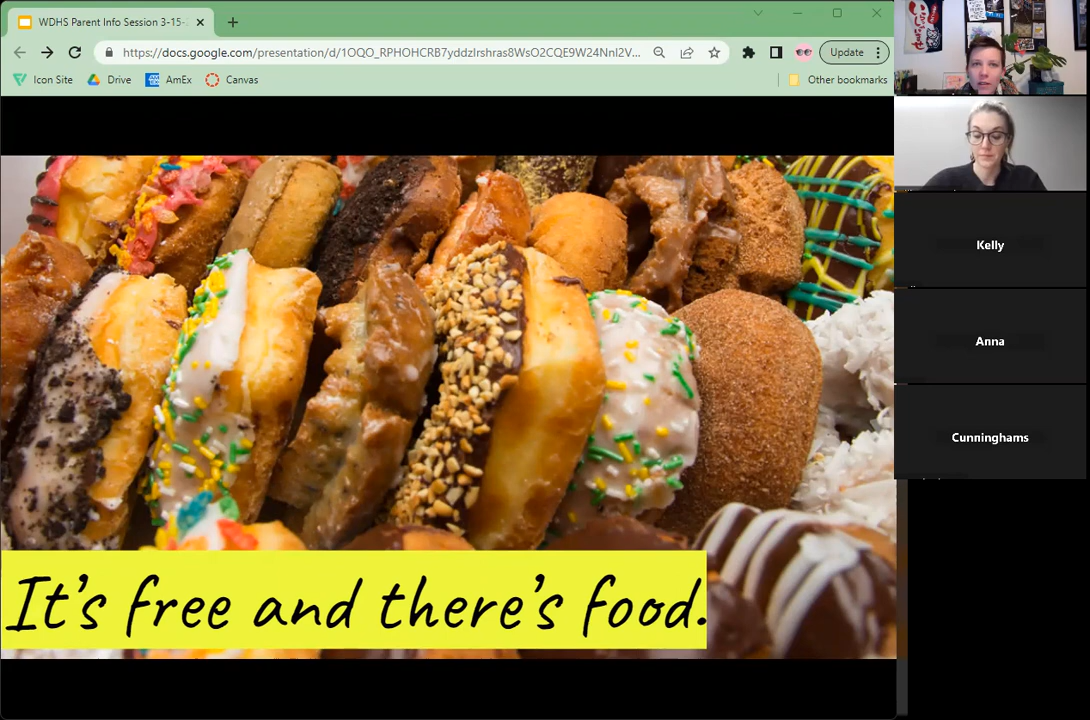 WDHS Parent Info Session 3-15-
https://docs.google.com/presentation/d/1OQO_RPHOHCRB7yddzIrshras8WsO2CQE9W24NnI2V...
Update
Icon Site
Drive
AmEx
Canvas
Other bookmarks
Kelly
Anna
Cunninghams
It's free and there's food.